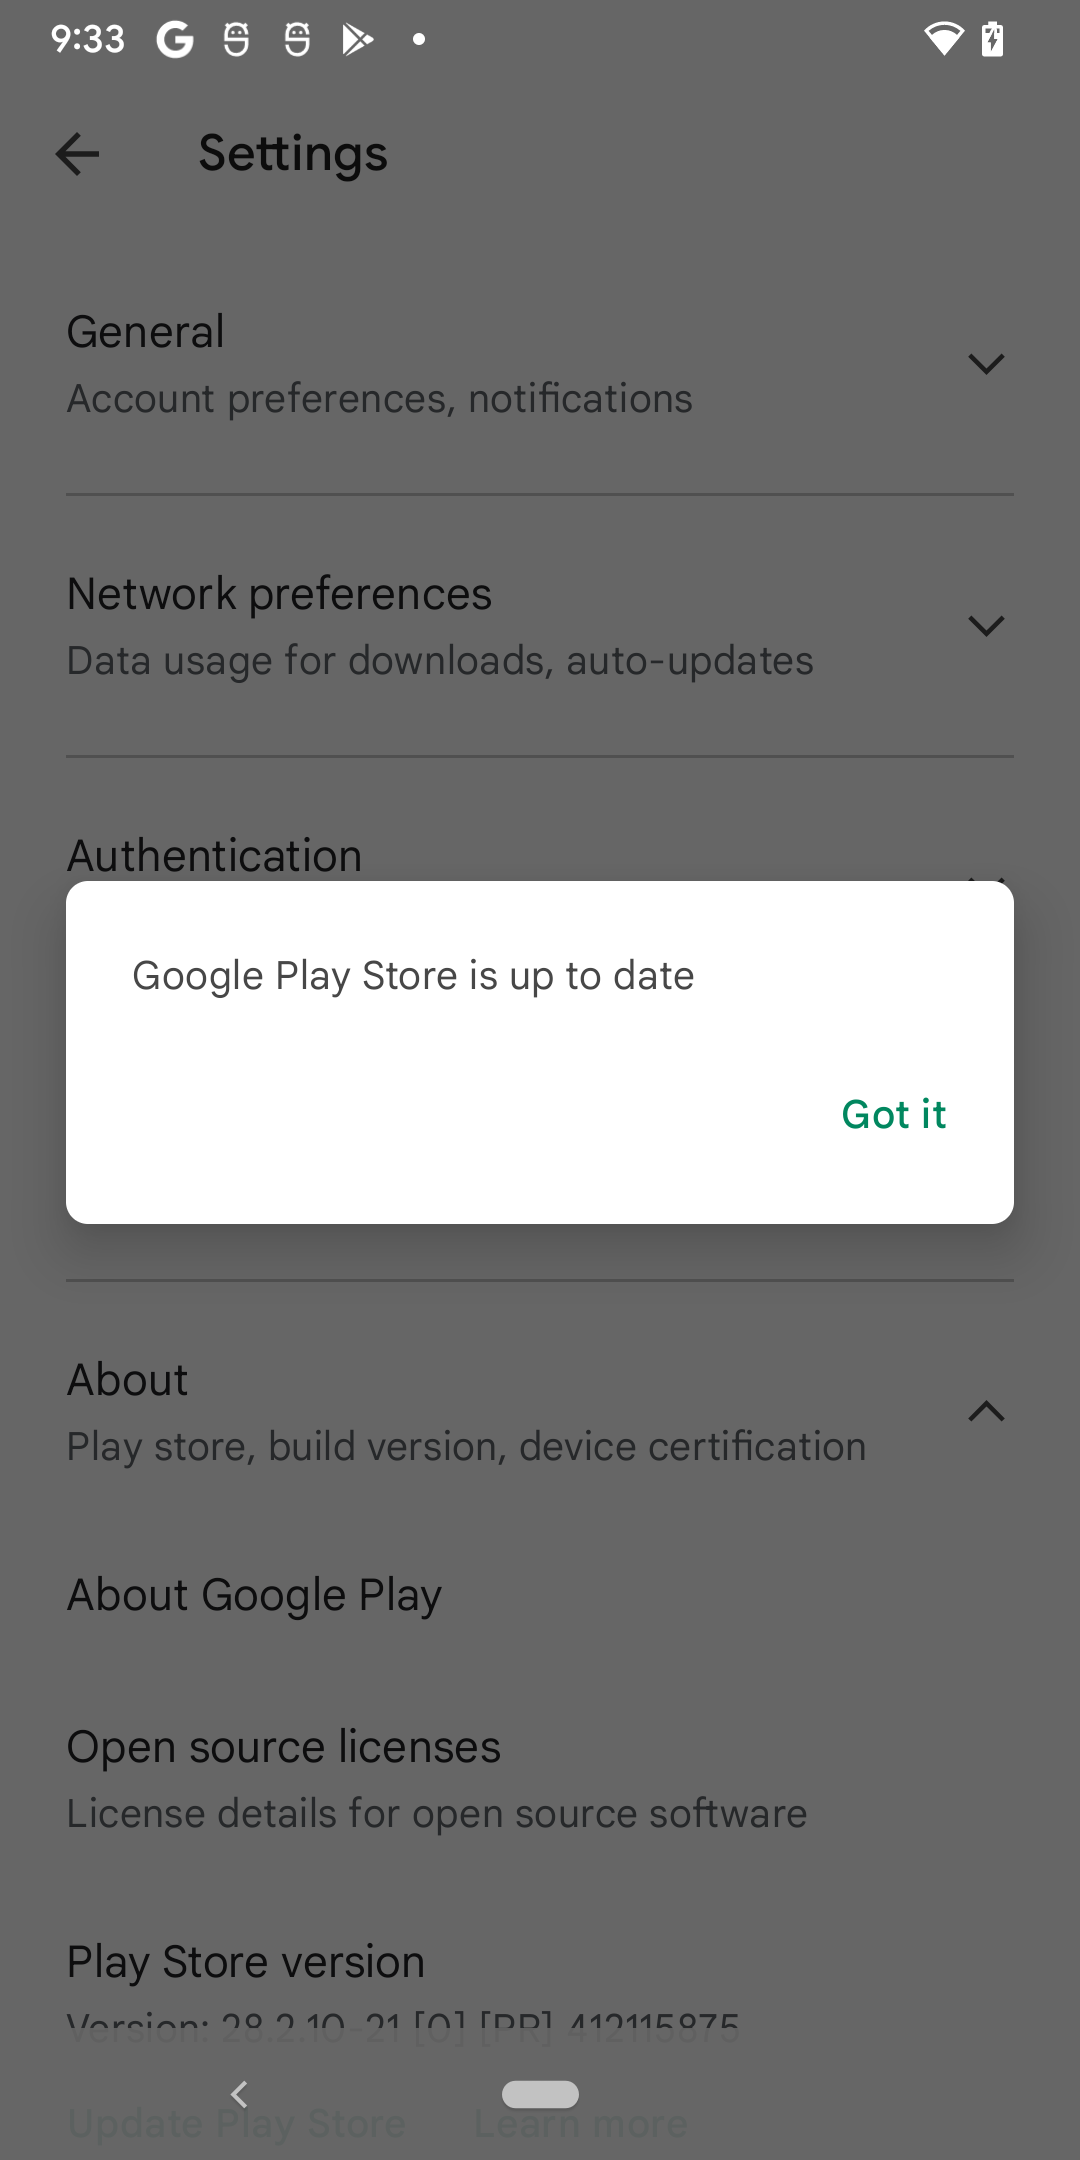 9:33
Settings
General
Account preferences, notifications
Network preferences
Data usage for downloads, auto-updates
Authentication
Google Play Store is up to date
Got it
About
Play store, build version, device certification
About Google Play
Open source licenses
License details for open source software
Play Store version
Version: 28.2.10-21 [0] [PR] 412115875
Update Play Store Learn more